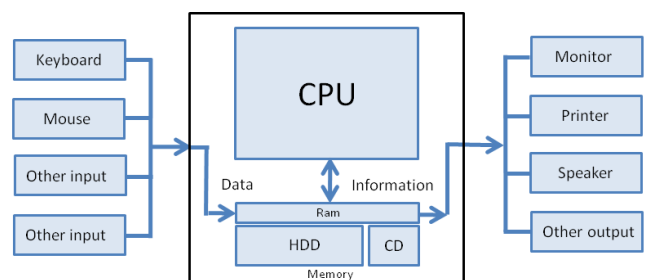 Keyboard
Mouse
Other input
Other input
CPU
Data
Information
Ram
HDD
CD
Memory
Monitor
Printer
Speaker
Other output